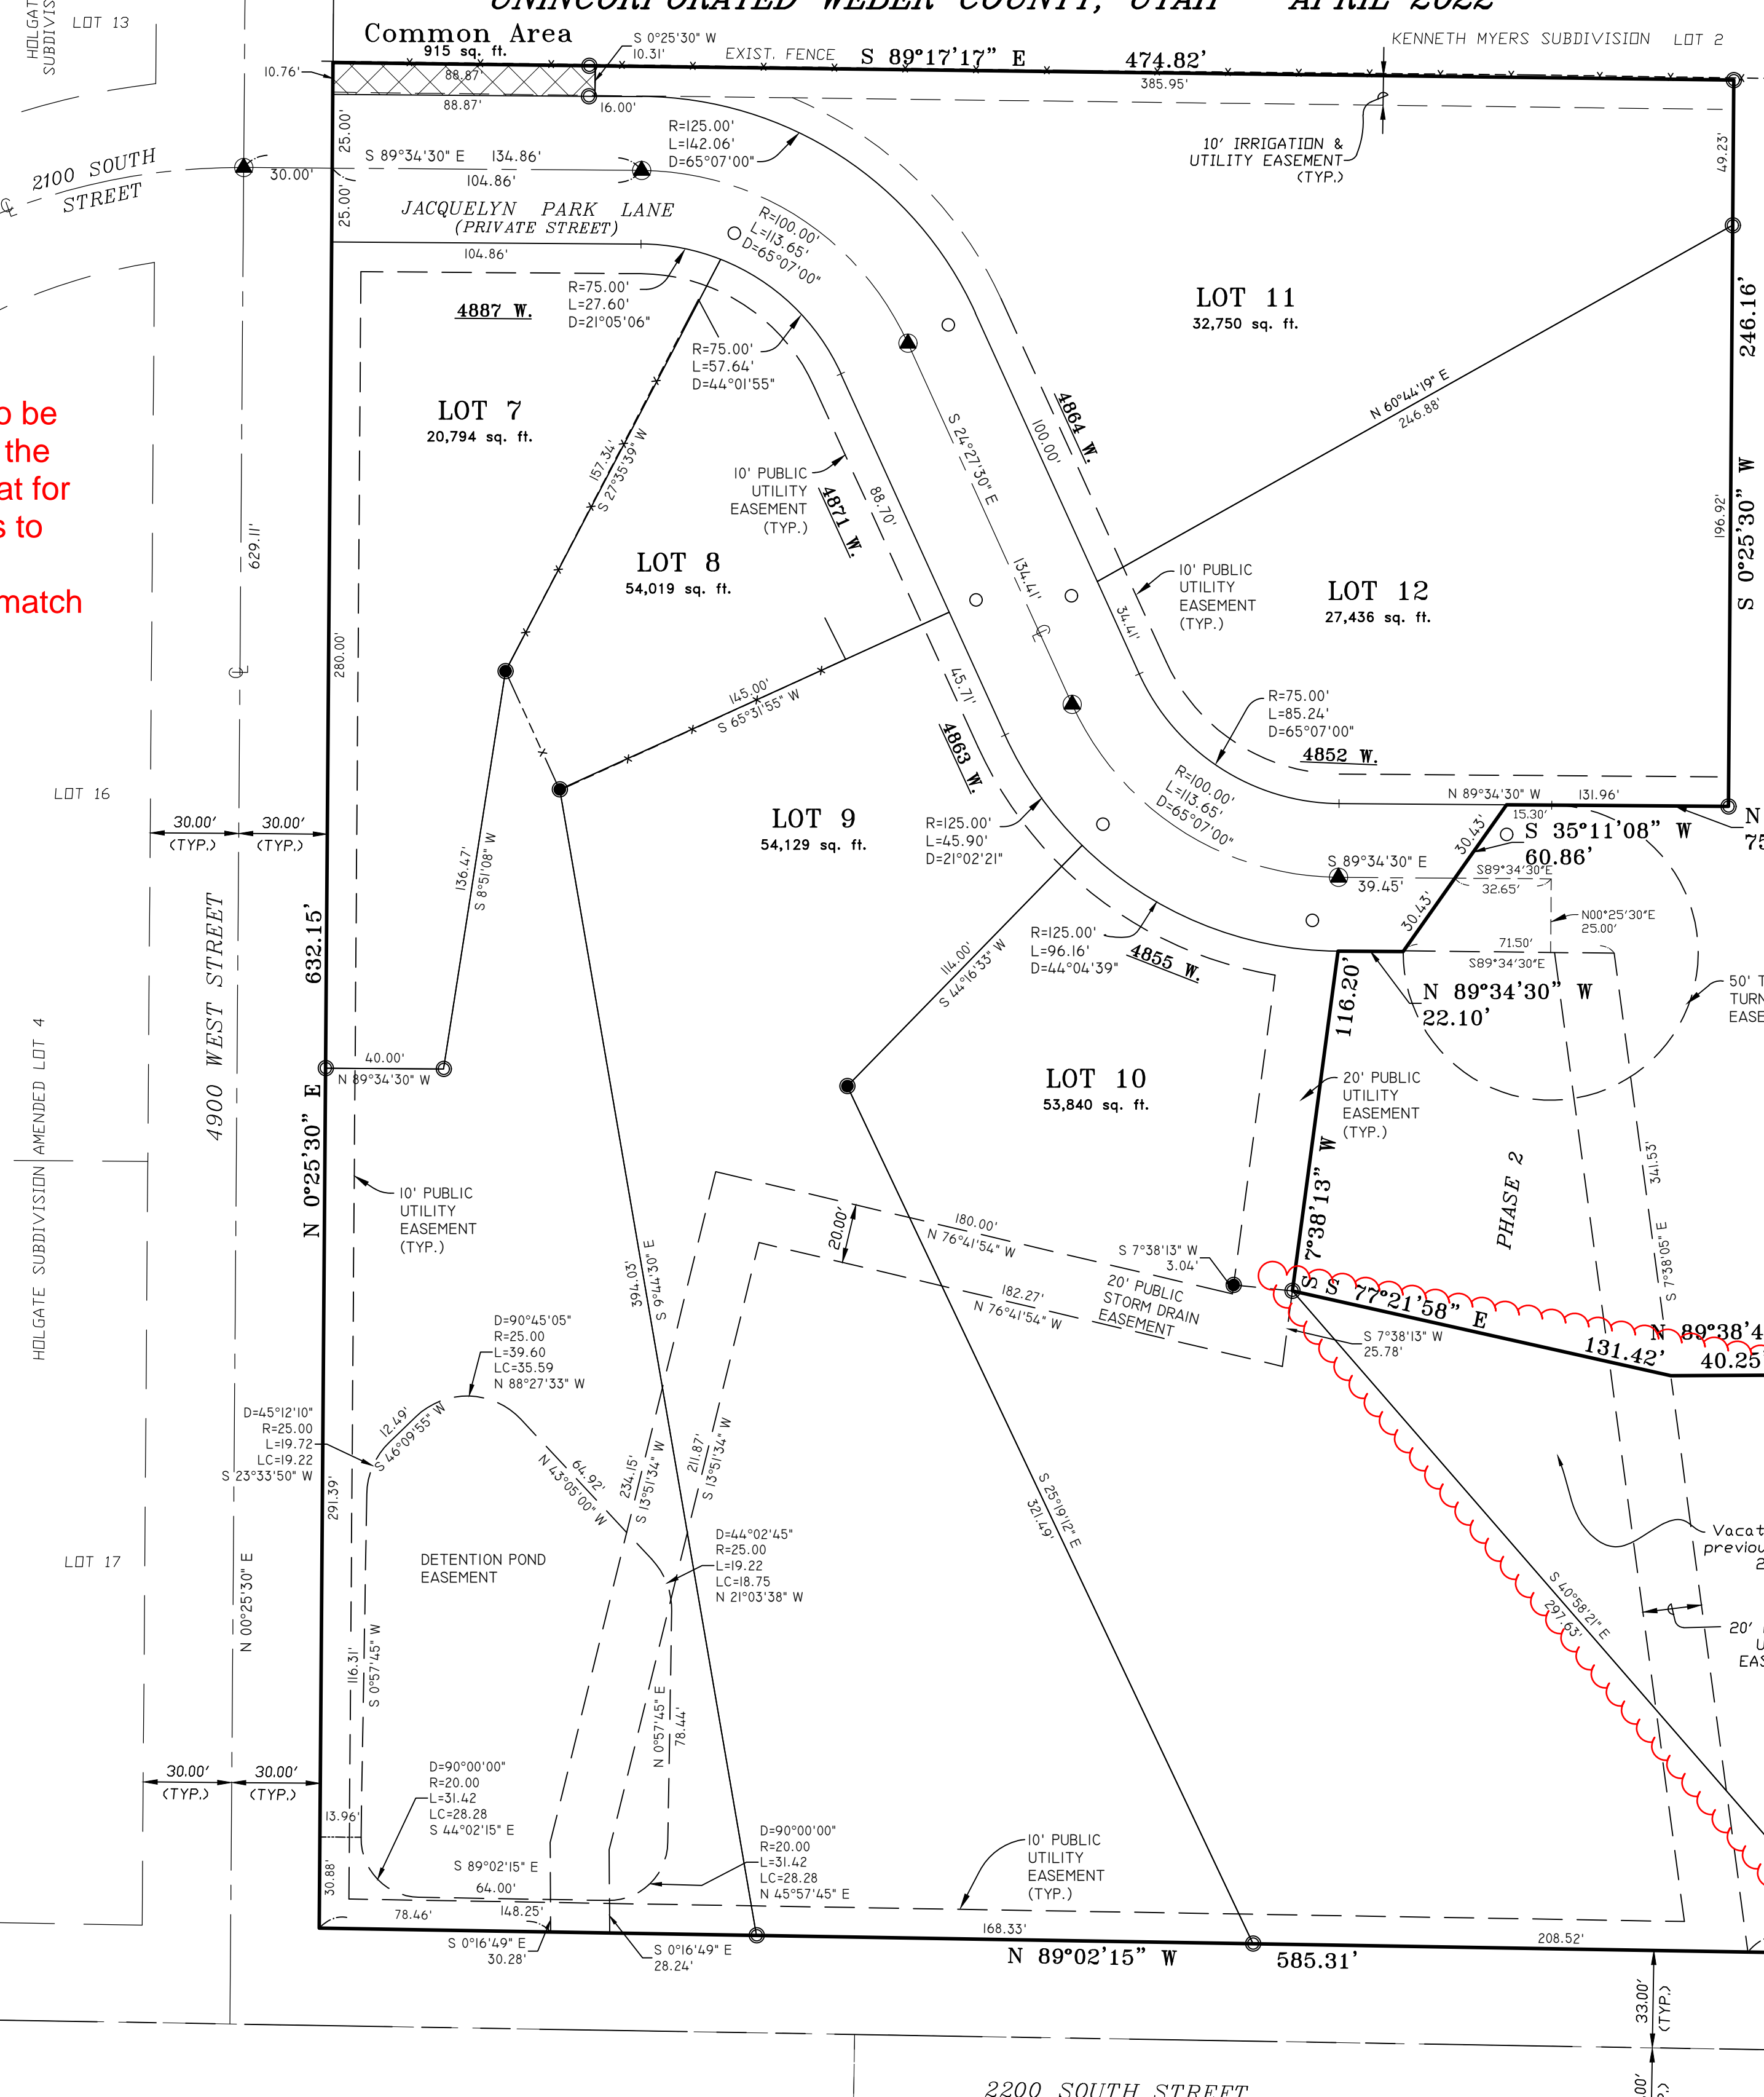 UNINCORPORATED WEBER COUNTY, UTAH APRIL 2022
LOT 13
Common Area
915 sq. ft.
S 0°25'30" W
10.31'
EXIST. FENCE
S 89°17'17" E
474.82'
385.95'
KENNETH MYERS SUBDIVISION LOT 2
10.76'
88.87'
88.87'
16.00'
25.00'
25.00'
R=125.00'
L=142.06'
D=65°07'00"
10' IRRIGATION &
UTILITY EASEMENT
(TYP.)
49.23'
2100 SOUTH
STREET
30.00'
S 89°34'30" E 134.86'
104.86'
JACQUELYN PARK LANE
(PRIVATE STREET)
104.86'
R=100.00'
L=113.65'
D=65°07'00"
4887 W.
R=75.00'
L=27.60'
D=21°05'06"
R=75.00'
L=57.64'
D=44°01'55"
LOT 11
32,750 sq. ft.
246.16'
S 0°25'30" W
196.92'
N 60°44'19" E
246.88'
LOT 7
20,794 sq. ft.
o be
the
at for
s to
match
157.34'
S 27°35'39" W
10' PUBLIC
UTILITY
EASEMENT
(TYP.)
4871 W.
88.70'
S 24°27'30" E
134.41'
100.00'
4864 W.
34.41'
LOT 8
54,019 sq. ft.
10' PUBLIC
UTILITY
EASEMENT
(TYP.)
LOT 12
27,436 sq. ft.
629.11'
280.00'
145.00'
S 65°31'55" W
45.71'
4863 W.
R=75.00'
L=85.24'
D=65°07'00"
4852 W.
LOT 16
30.00'
(TYP.)
30.00'
(TYP.)
LOT 9
54,129 sq. ft.
R=125.00'
L=45.90'
D=21°02'21"
R=100.00'
L=113.65'
D=65°07'00"
N 89°34'30" W 131.96'
15.30'
N
75
S 35°11'08" W
60.86'
30.43'
30.43'
S 89°34'30" E
39.45'
S89°34'30"E
32.65'
N00°25'30"E
25.00'
71.50'
S89°34'30"E
136.47'
S 8°51'08" W
4900 WEST STREET
632.15'
N 0°25'30" E
114.00'
S 44°16'33" W
R=125.00'
L=96.16'
D=44°04'39"
4855 W.
116.20'
S 7°38'13" W
N 89°34'30" W
22.10'
50' T
TURN
EASE
HOLGATE SUBDIVISION AMENDED LOT 4
40.00'
N 89°34'30" W
LOT 10
53,840 sq. ft.
20' PUBLIC
UTILITY
EASEMENT
(TYP.)
PHASE 2
341.53'
S 7°38'05" E
10' PUBLIC
UTILITY
EASEMENT
(TYP.)
394.03'
S 9°44'30" E
20.00'
180.00'
N 76°41'54" W
182.27'
N 76°41'54" W
S 7°38'13" W
3.04'
20' PUBLIC
STORM DRAIN
EASEMENT
S 7°38'13" W
25.78'
S 77°21'58" E
131.42'
N 89°38'4
40.25'
D=90°45'05"
R=25.00
L=39.60
LC=35.59
N 88°27'33" W
D=45°12'10"
R=25.00
L=19.72
LC=19.22
S 23°33'50" W
12.49'
S 46°09'55" W
64.92'
N 43°05'00" W
234.15'
S 13°51'34" W
211.87'
S 13°51'34" W
S 25°19'12" E
321.49'
291.39'
LOT 17
N 00°25'30" E
DETENTION POND
EASEMENT
D=44°02'45"
R=25.00
L=19.22
LC=18.75
N 21°03'38" W
Vacat
previou
2
S 40°58'21" E
297.63'
20'
U
EAS
116.31'
S 0°57'45" W
N 0°57'45" E
78.44'
30.00'
(TYP.)
30.00'
(TYP.)
D=90°00'00"
R=20.00
L=31.42
LC=28.28
S 44°02'15" E
13.96'
30.88'
S 89°02'15" E
64.00'
D=90°00'00"
R=20.00
L=31.42
LC=28.28
N 45°57'45" E
10' PUBLIC
UTILITY
EASEMENT
(TYP.)
78.46'
148.25'
168.33'
208.52'
S 0°16'49" E
30.28'
S 0°16'49" E
28.24'
N 89°02'15" W
585.31'
33.00'
(TYP.)
2200 SOUTH STREET